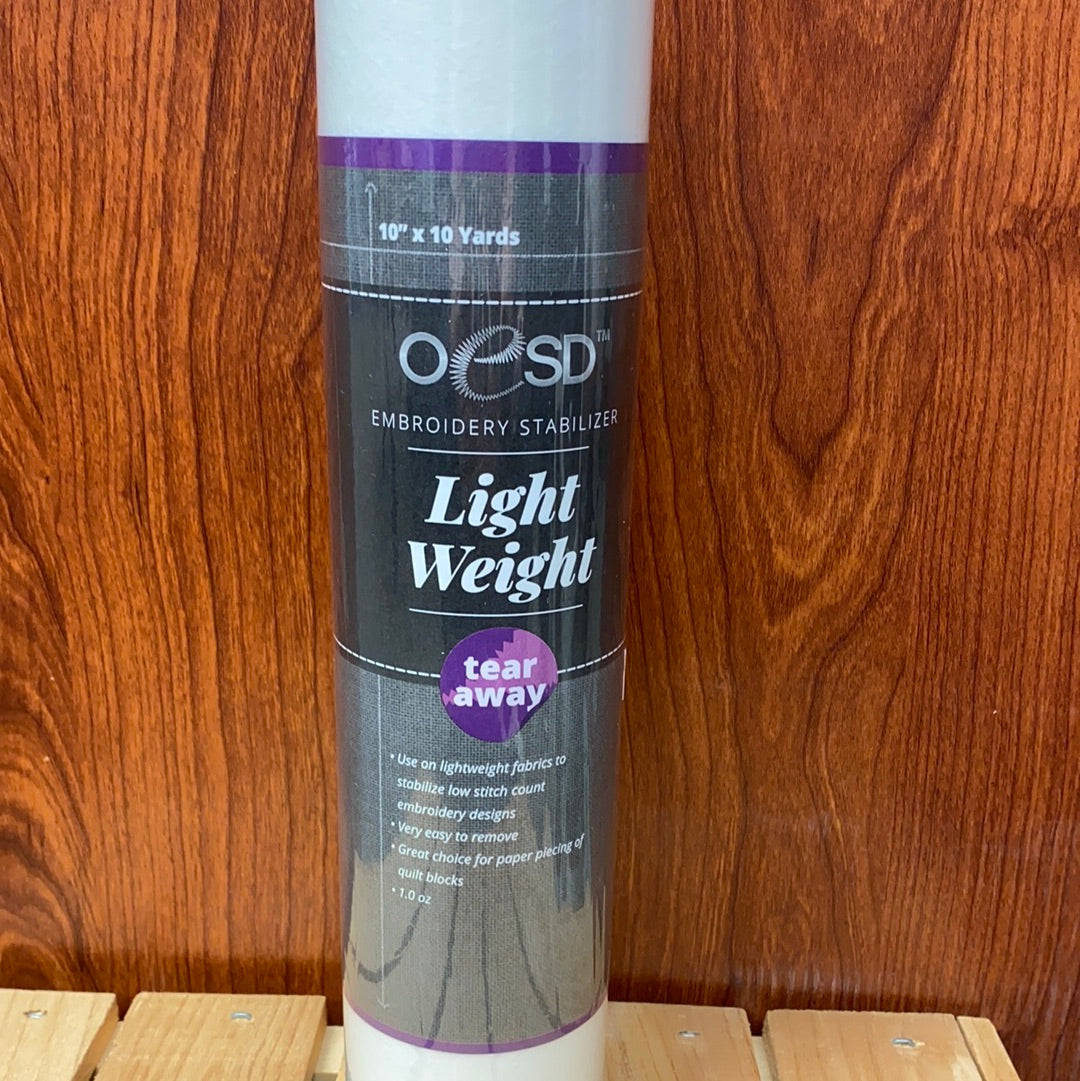 10" x 10 Yards
OeSD™
EMBROIDERY STABILIZER
Light
Weight
tear
away
• Use on lightweight fabrics to
stabilize low stitch count
embroidery designs
• Very easy to remove
• Great choice for paper piecing of
quilt blocks
• 1.0 oz